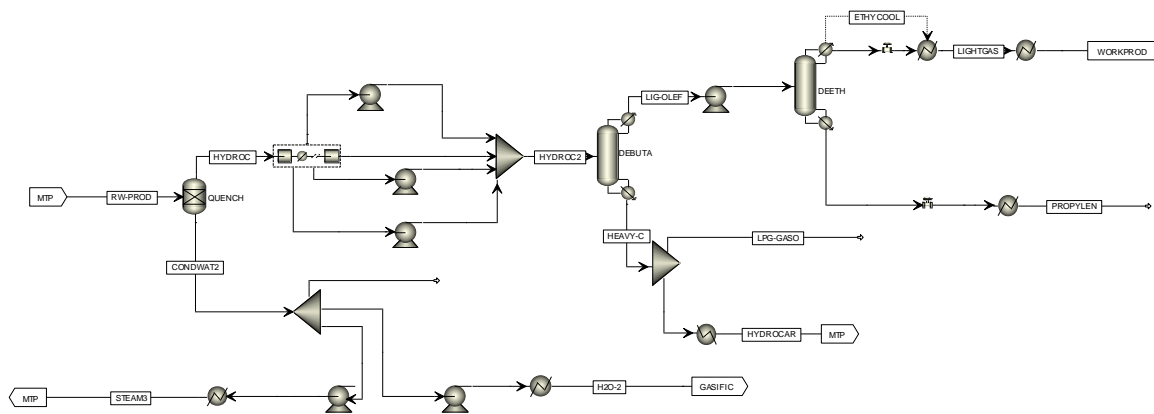 ETHYCOOL
LIGHTGAS
WORKPROD
DEETH
LIG-OLEF
HYDROC
HYDROC2
DEBUTA
MTP
RW-PROD
QUENCH
PROPYLEN
HEAVY-C
LPG-GASO
CONDWAT2
HYDROCAR
MTP
MTP
STEAM3
H2O-2
GASIFIC